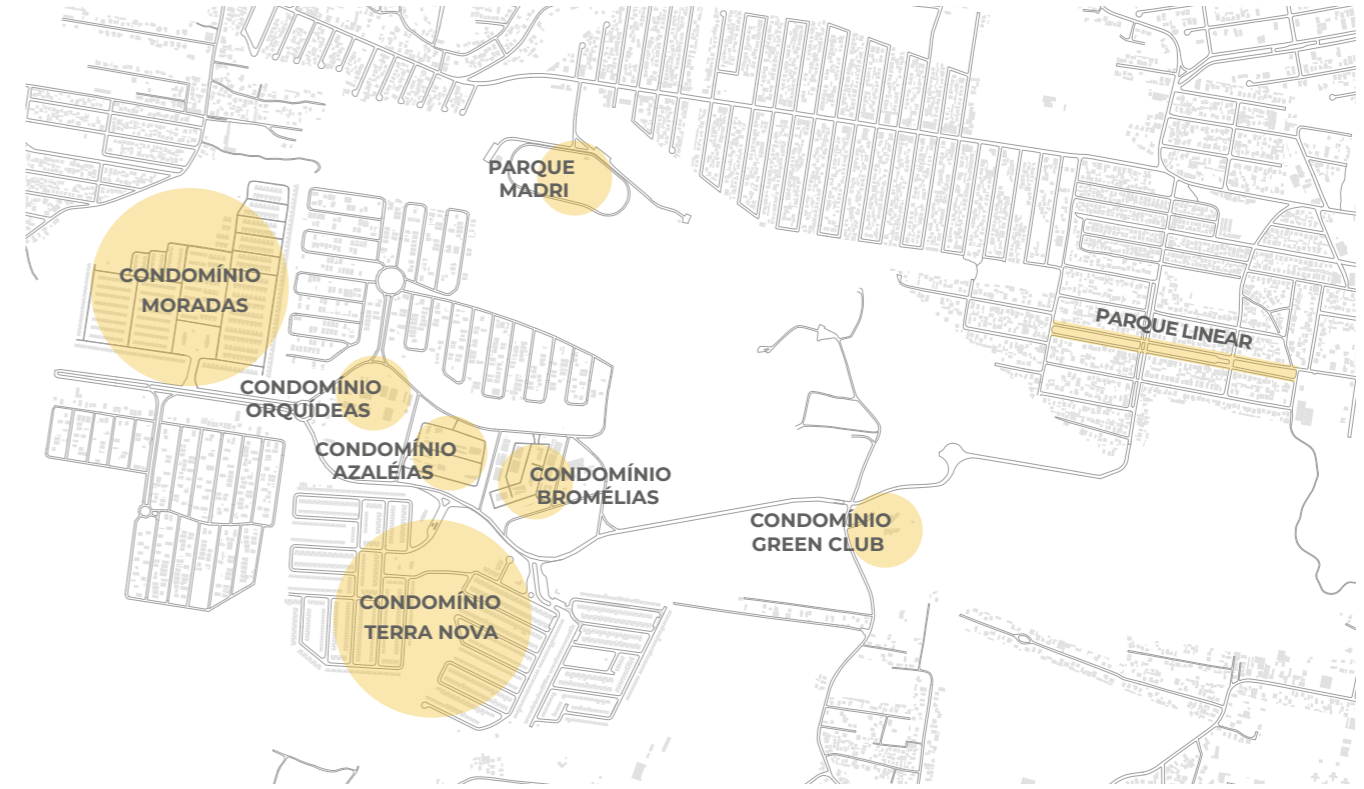 PARQUE
MADRI
CONDOMÍNIO
MORADAS
PARQUE LINEAR
CONDOMÍNIO
ORQUÍDEAS
CONDOMÍNIO
AZALÉIAS
CONDOMÍNIO
BROMÉLIAS
CONDOMÍNIO
GREEN CLUB
CONDOMÍNIO
TERRA NOVA